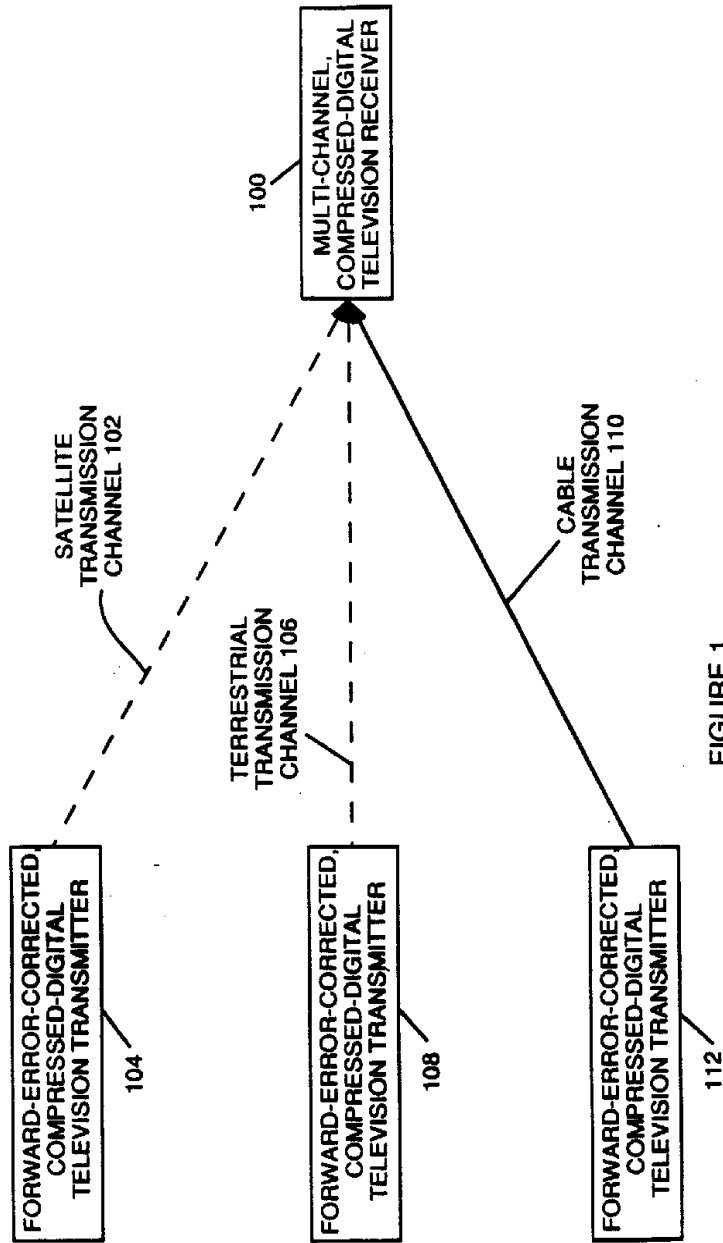 FORWARD-ERROR-CORRECTED,
COMPRESSED-DIGITAL
TELEVISION TRANSMITTER
104
SATELLITE
TRANSMISSION
CHANNEL 102
FORWARD-ERROR-CORRECTED,
COMPRESSED-DIGITAL
TELEVISION TRANSMITTER
108
TERRESTRIAL
TRANSMISSION
CHANNEL 106
100
MULTI-CHANNEL,
COMPRESSED-DIGITAL
TELEVISION RECEIVER
FORWARD-ERROR-CORRECTED,
COMPRESSED-DIGITAL
TELEVISION TRANSMITTER
112
CABLE
TRANSMISSION
CHANNEL 110
FIGURE 1